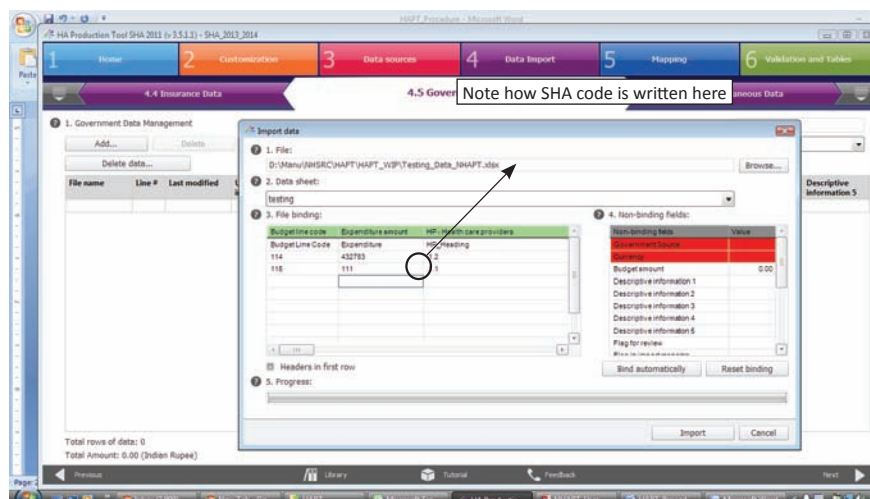 HAPT_Procedure - Microsoft Word
HA Production Tool SHA 2011 (v 3.5.1.1) - SHA_2013_2014
Paste
1 Home
2 Customization
3 Data sources
4 Data Import
5 Mapping
6 Validation and Tables
4.4 Insurance Data
4.5 Gover
Note how SHA code is written here
aneous Data
1. Government Data Management
Add...
Delete
Delete data...
File name
Line #
Last modified
Descriptive information 5
Import data
1. File:
D:\Manu\NHSRC\HAPT\HAPT_WIP\Testing_Data_NHAPT.xlsx
Browse...
2. Data sheet:
testing
3. File binding:
Budget line code Expenditure amount HP - Health care providers
BudgetLine Code Expenditure HP_Heading
114 432783 .2
115 111 .1
Headers in first row
4. Non-binding fields:
Non-binding fields Value
Government Source
Currency
Budget amount 0.00
Descriptive information 1
Descriptive information 2
Descriptive information 3
Descriptive information 4
Descriptive information 5
Flag for review
Bind automatically
Reset binding
5. Progress:
Import
Cancel
Total rows of data: 0
Total Amount: 0.00 (Indien Rupee)
Previous
Library
Tutorial
Feedback
Next
Page: 2